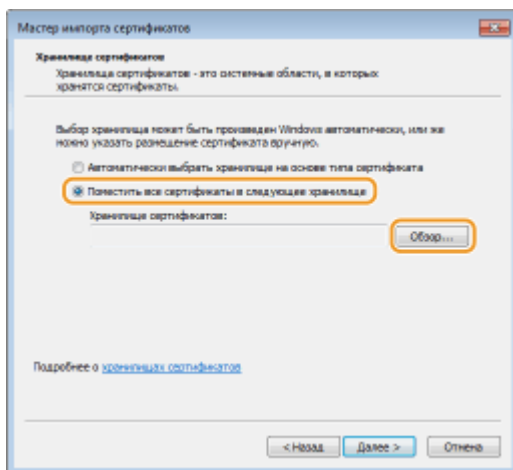 Мастер импорта сертификатов
Хранилище сертификатов
Хранилища сертификатов - это системные области, в которых
хранятся сертификаты.
Выбор хранилища может быть произведен Windows автоматически, или же
можно указать размещение сертификата вручную.
Автоматически выбрать хранилище на основе типа сертификата
Поместить все сертификаты в следующее хранилище
Хранилище сертификатов:
Обзор...
Подробнее о хранилищах сертификатов
< Назад
Далее >
Отмена